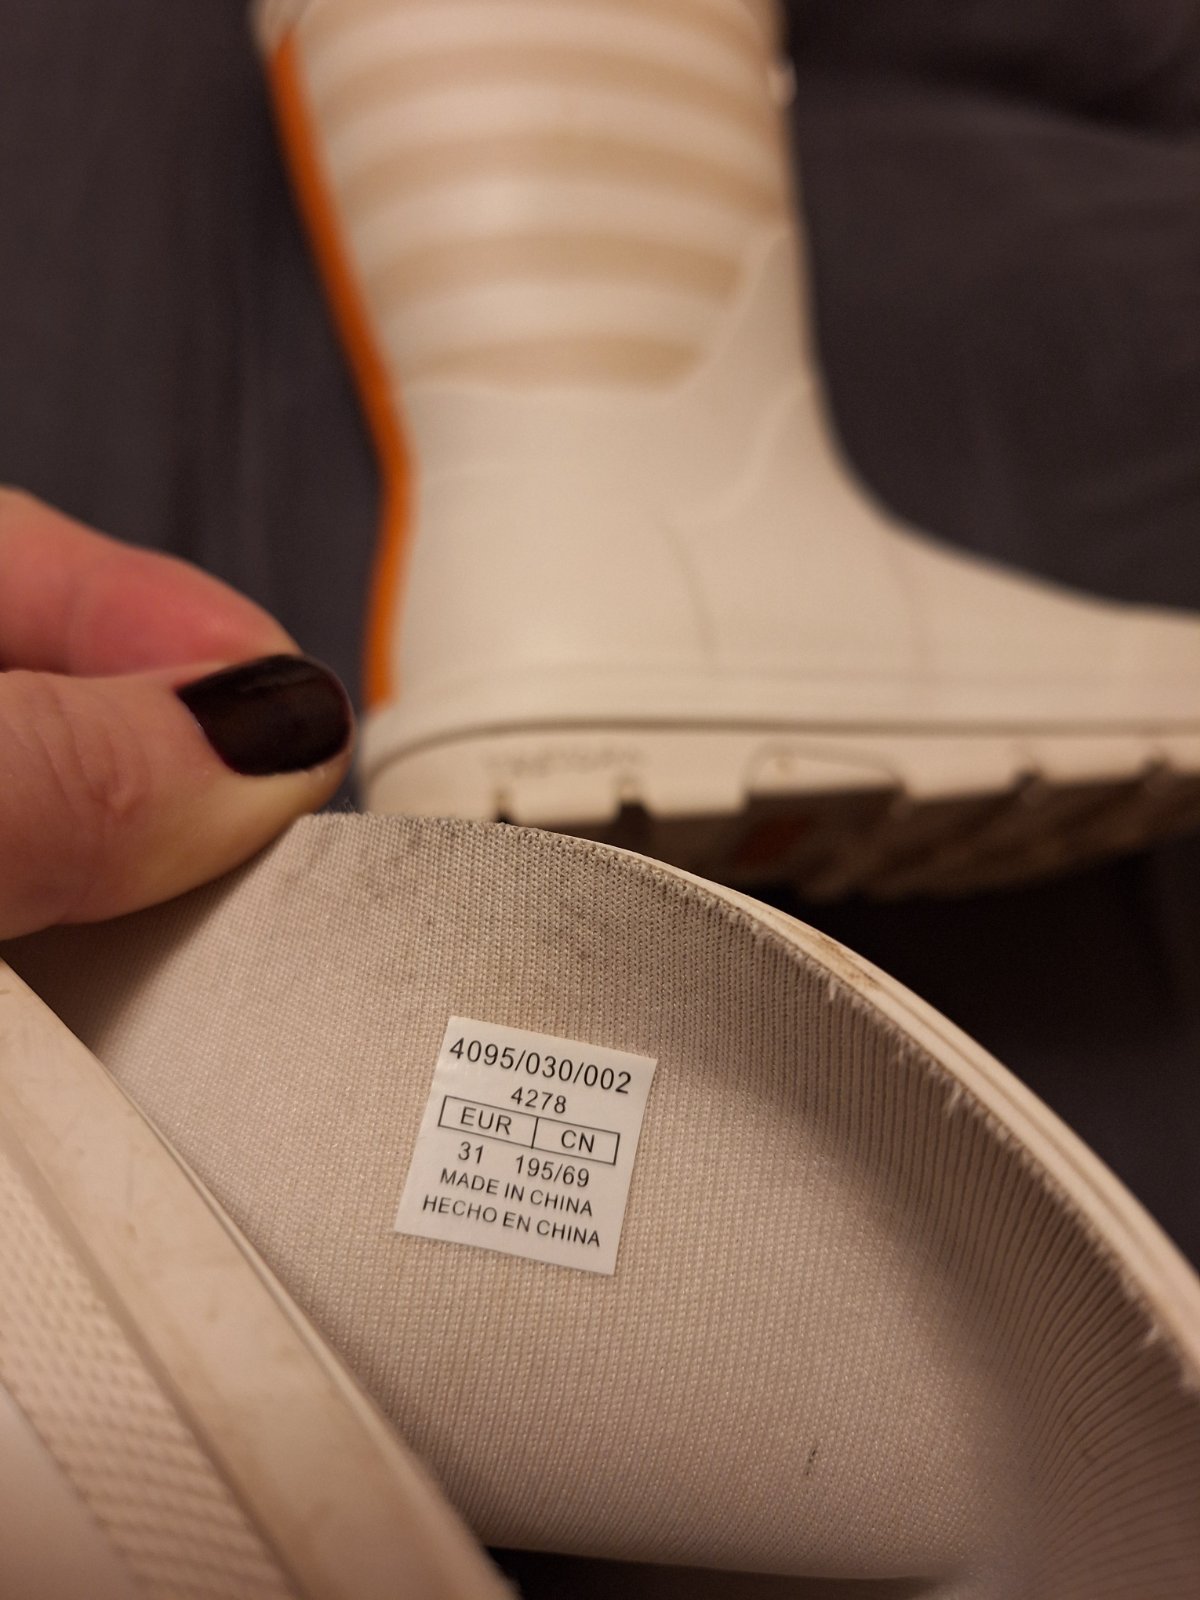 4095/030/002
4278
EUR CN
31 195/69
MADE IN CHINA
HECHO EN CHINA